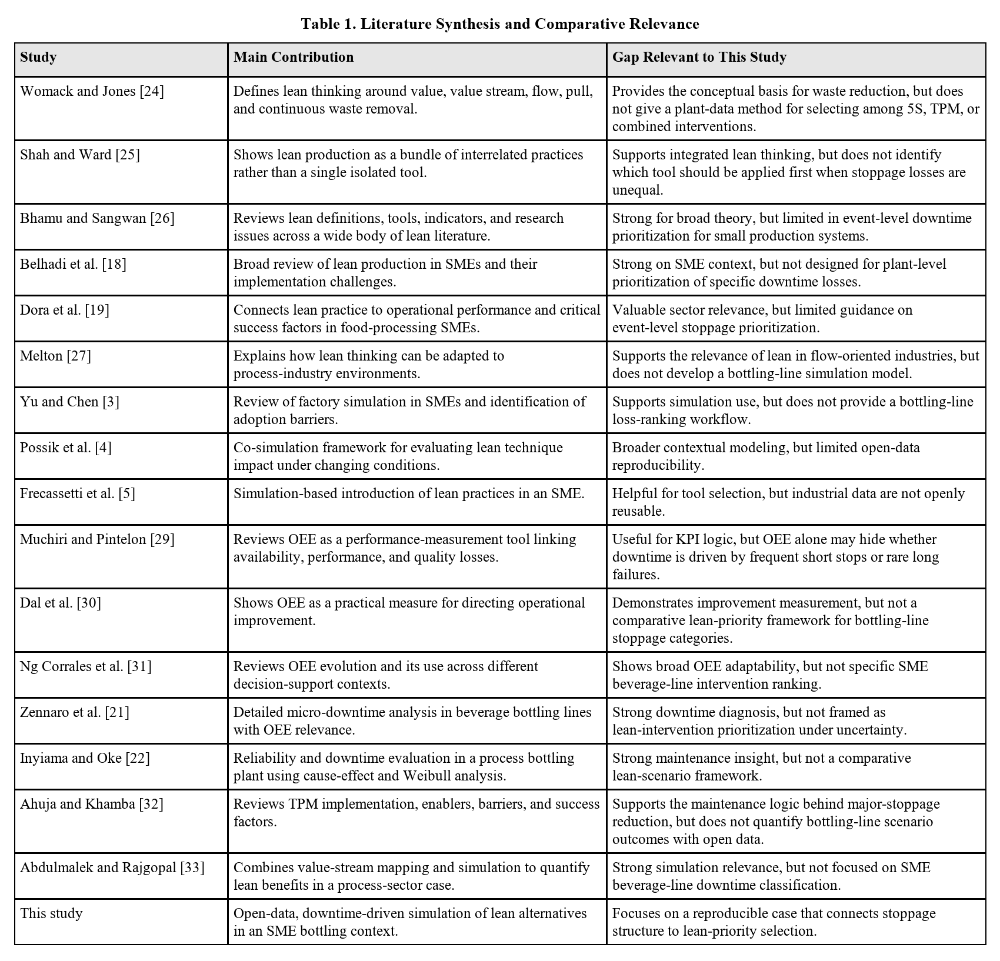 Table 1. Literature Synthesis and Comparative Relevance
Study
Main Contribution
Gap Relevant to This Study
Womack and Jones [24]
Defines lean thinking around value, value stream, flow, pull,
and continuous waste removal.
Provides the conceptual basis for waste reduction, but does
not give a plant-data method for selecting among 5S, TPM, or
combined interventions.
Shah and Ward [25]
Shows lean production as a bundle of interrelated practices
rather than a single isolated tool.
Supports integrated lean thinking, but does not identify
which tool should be applied first when stoppage losses are
unequal.
Bhamu and Sangwan [26]
Reviews lean definitions, tools, indicators, and research
issues across a wide body of lean literature.
Strong for broad theory, but limited in event-level downtime
prioritization for small production systems.
Belhadi et al. [18]
Broad review of lean production in SMEs and their
implementation challenges.
Strong on SME context, but not designed for plant-level
prioritization of specific downtime losses.
Dora et al. [19]
Connects lean practice to operational performance and critical
success factors in food-processing SMEs.
Valuable sector relevance, but limited guidance on
event-level stoppage prioritization.
Melton [27]
Explains how lean thinking can be adapted to
process-industry environments.
Supports the relevance of lean in flow-oriented industries, but
does not develop a bottling-line simulation model.
Yu and Chen [3]
Review of factory simulation in SMEs and identification of
adoption barriers.
Supports simulation use, but does not provide a bottling-line
loss-ranking workflow.
Possik et al. [4]
Co-simulation framework for evaluating lean technique
impact under changing conditions.
Broader contextual modeling, but limited open-data
reproducibility.
Frecassetti et al. [5]
Simulation-based introduction of lean practices in an SME.
Helpful for tool selection, but industrial data are not openly
reusable.
Muchiri and Pintelon [29]
Reviews OEE as a performance-measurement tool linking
availability, performance, and quality losses.
Useful for KPI logic, but OEE alone may hide whether
downtime is driven by frequent short stops or rare long
failures.
Dal et al. [30]
Shows OEE as a practical measure for directing operational
improvement.
Demonstrates improvement measurement, but not a
comparative lean-priority framework for bottling-line
stoppage categories.
Ng Corrales et al. [31]
Reviews OEE evolution and its use across different
decision-support contexts.
Shows broad OEE adaptability, but not specific SME
beverage-line intervention ranking.
Zennaro et al. [21]
Detailed micro-downtime analysis in beverage bottling lines
with OEE relevance.
Strong downtime diagnosis, but not framed as
lean-intervention prioritization under uncertainty.
Inyiama and Oke [22]
Reliability and downtime evaluation in a process bottling
plant using cause-effect and Weibull analysis.
Strong maintenance insight, but not a comparative
lean-scenario framework.
Ahuja and Khamba [32]
Reviews TPM implementation, enablers, barriers, and success
factors.
Supports the maintenance logic behind major-stoppage
reduction, but does not quantify bottling-line scenario
outcomes with open data.
Abdulmalek and Rajgopal [33]
Combines value-stream mapping and simulation to quantify
lean benefits in a process-sector case.
Strong simulation relevance, but not focused on SME
beverage-line downtime classification.
This study
Open-data, downtime-driven simulation of lean alternatives
in an SME bottling context.
Focuses on a reproducible case that connects stoppage
structure to lean-priority selection.